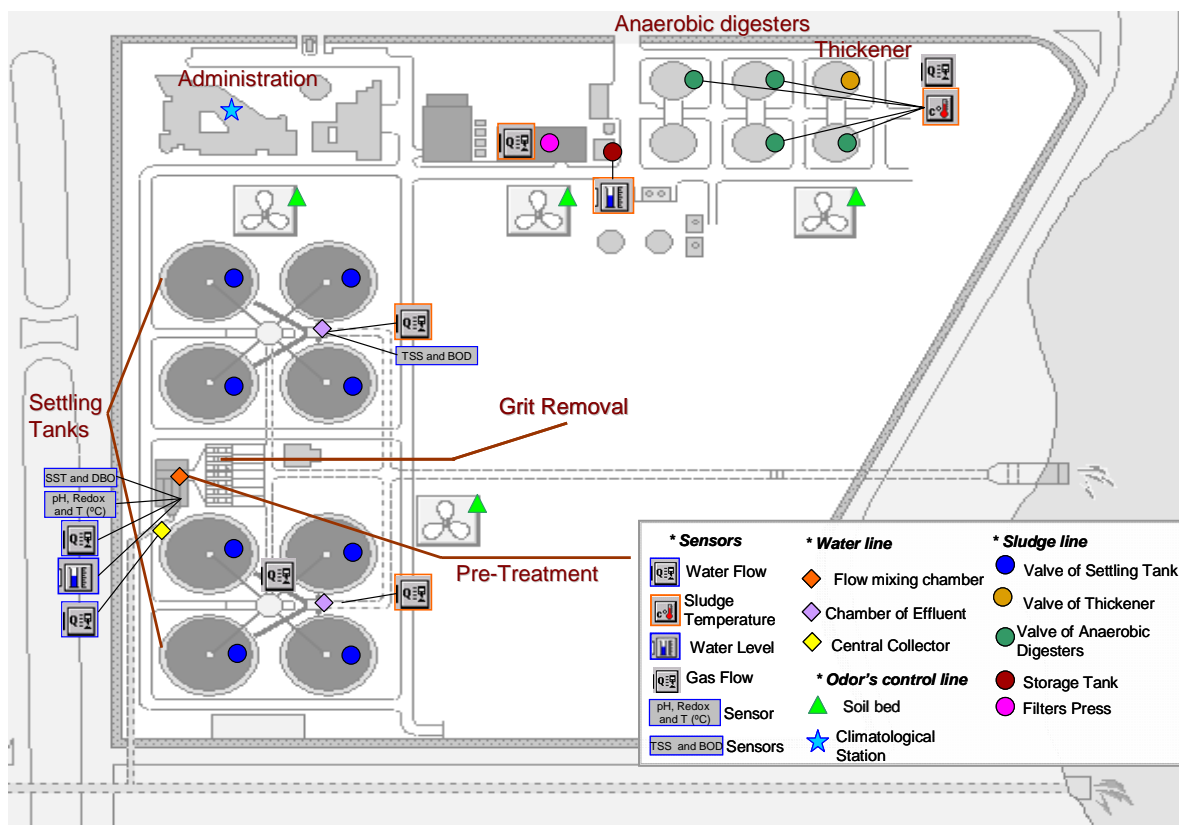 Anaerobic digesters
Thickener
Administration
Q
c°
Q
Q
TSS and BOD
Settling
Tanks
Grit Removal
SST and DBO
pH, Redox
and T (ºC)
Q
Q
Q
Q
Pre-Treatment
* Sensors
Q
Water Flow
c°
Sludge
Temperature
Water Level
Q
Gas Flow
pH, Redox
and T (ºC)
Sensor
TSS and BOD
Sensors
* Water line
Flow mixing chamber
Chamber of Effluent
Central Collector
* Odor's control line
Soil bed
Climatological
Station
* Sludge line
Valve of Settling Tank
Valve of Thickener
Valve of Anaerobic
Digesters
Storage Tank
Filters Press